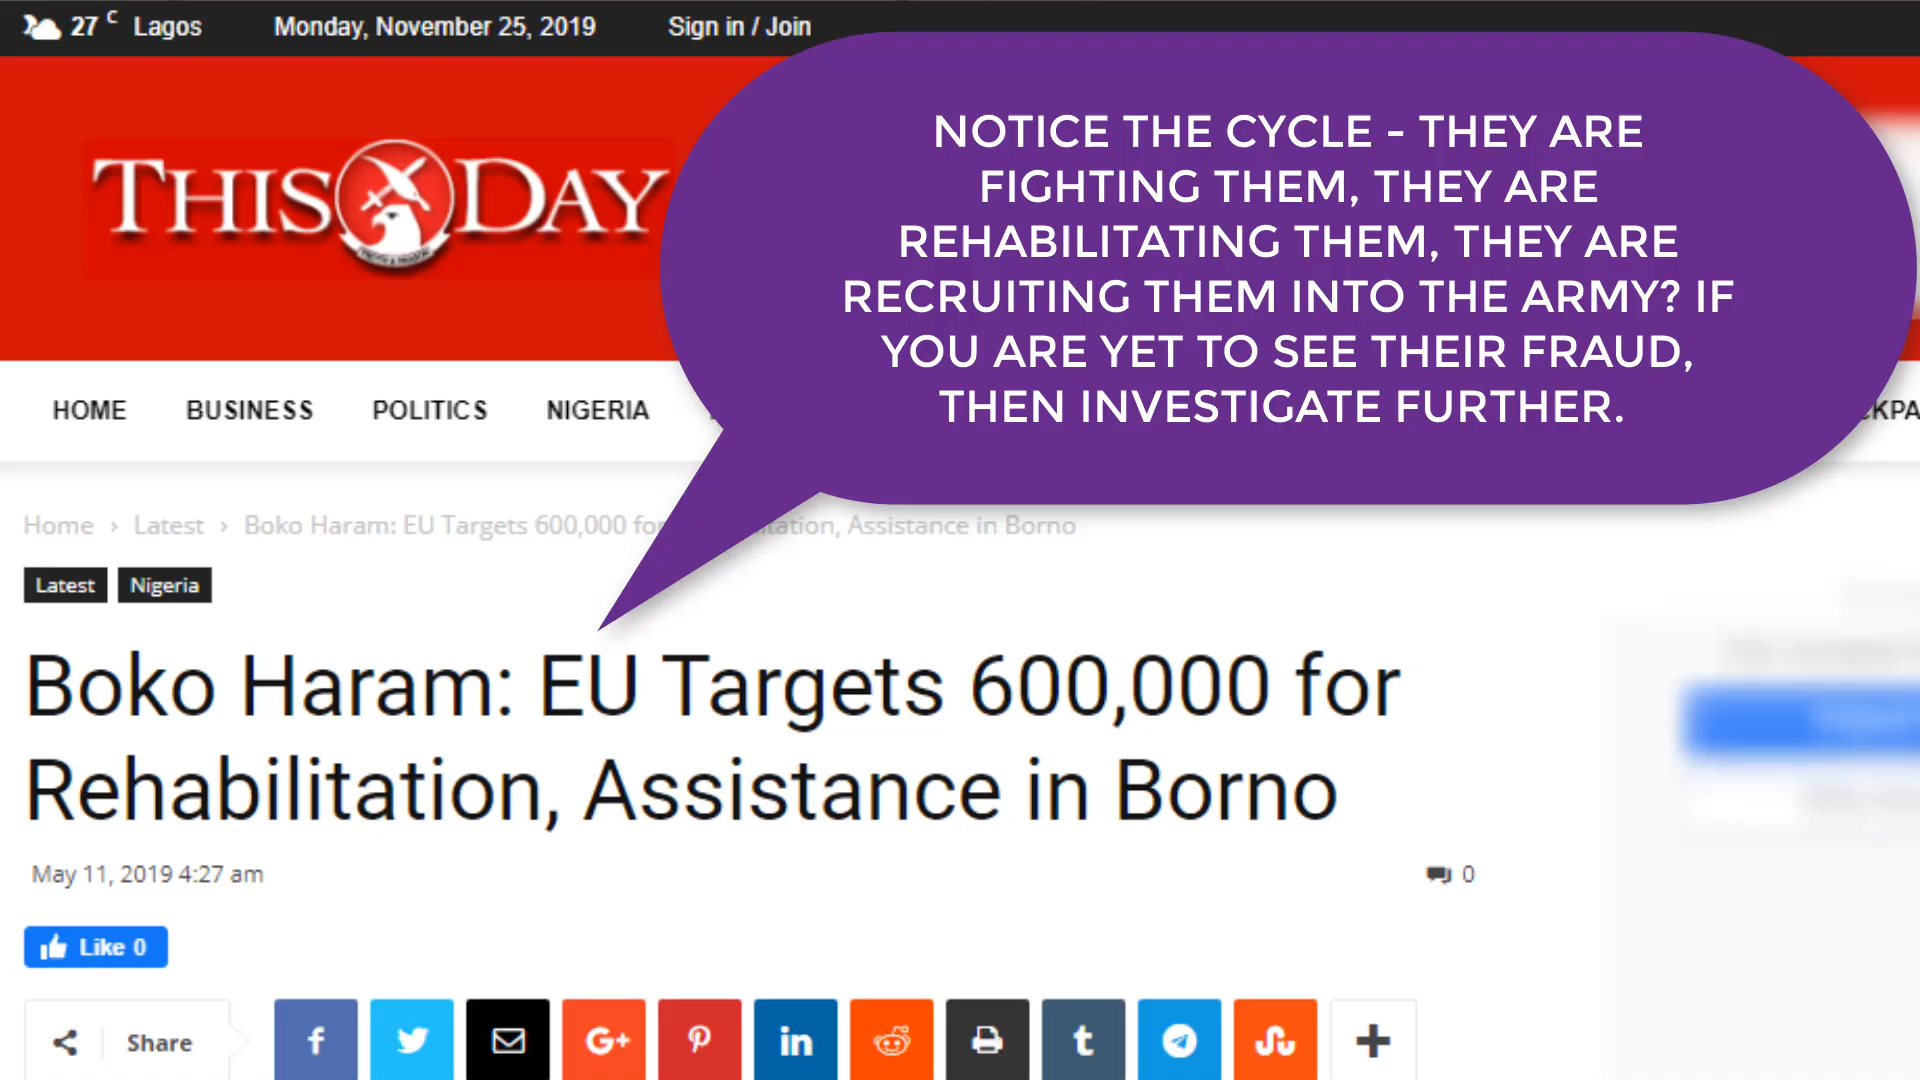 27 C Lagos Monday, November 25, 2019 Sign in / Join
THISDAY
NOTICE THE CYCLE - THEY ARE
FIGHTING THEM, THEY ARE
REHABILITATING THEM, THEY ARE
RECRUITING THEM INTO THE ARMY? IF
YOU ARE YET TO SEE THEIR FRAUD,
THEN INVESTIGATE FURTHER.
HOME BUSINESS POLITICS NIGERIA
Home › Latest › Boko Haram: EU Targets 600,000 Assistance in Borno
Latest Nigeria
Boko Haram: EU Targets 600,000 for
Rehabilitation, Assistance in Borno
May 11, 2019 4:27 am 0
Like 0
Share f G+ in t